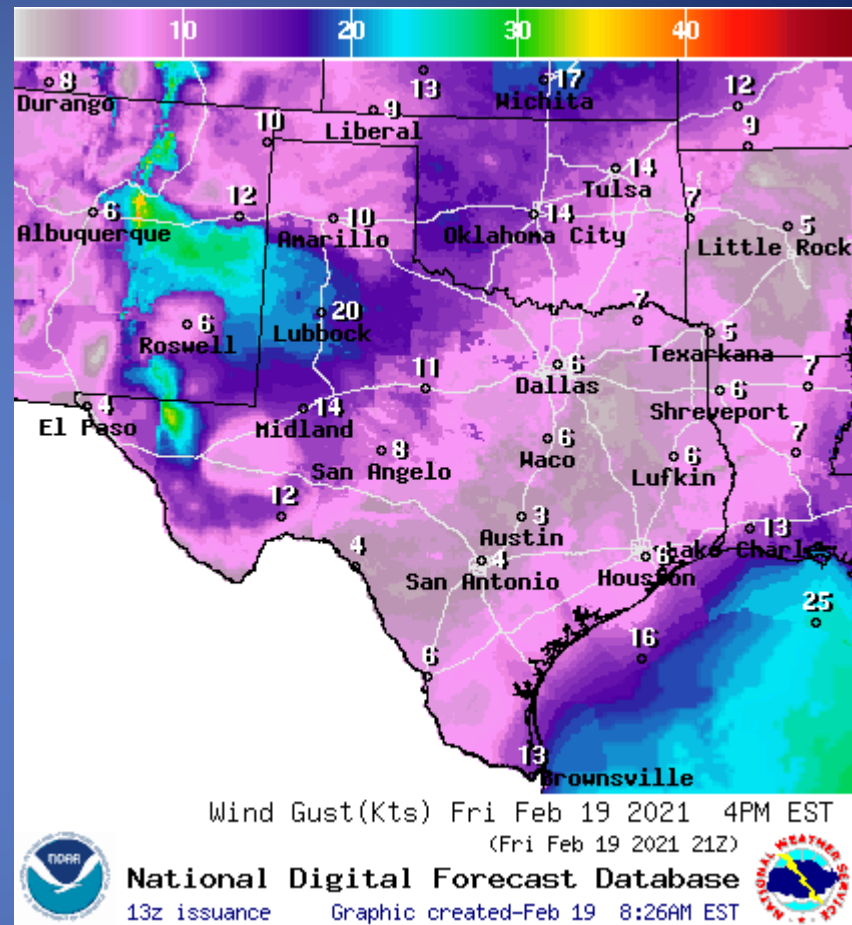 10 20 30 40
8
Durango
13
17
Wichita
12
9
Liberal
10
9
14
Tulsa
6
Albuquerque
12
10
Amarillo
14
Oklahoma City
7
5
Little Rock
6
Roswell
20
Lubbock
7
5
Texarkana
11
6
Dallas
7
6
Shreveport
4
El Paso
14
Midland
8
San Angelo
6
Waco
6
Lufkin
7
12
3
Austin
13
Lake Charles
4
4
San Antonio
6
Houston
25
16
6
13
Brownsville
Wind Gust(Kts) Fri Feb 19 2021 4PM EST
(Fri Feb 19 2021 21Z)
NOAA
National Digital Forecast Database
13z issuance Graphic created-Feb 19 8:26AM EST
NATIONAL WEATHER SERVICE